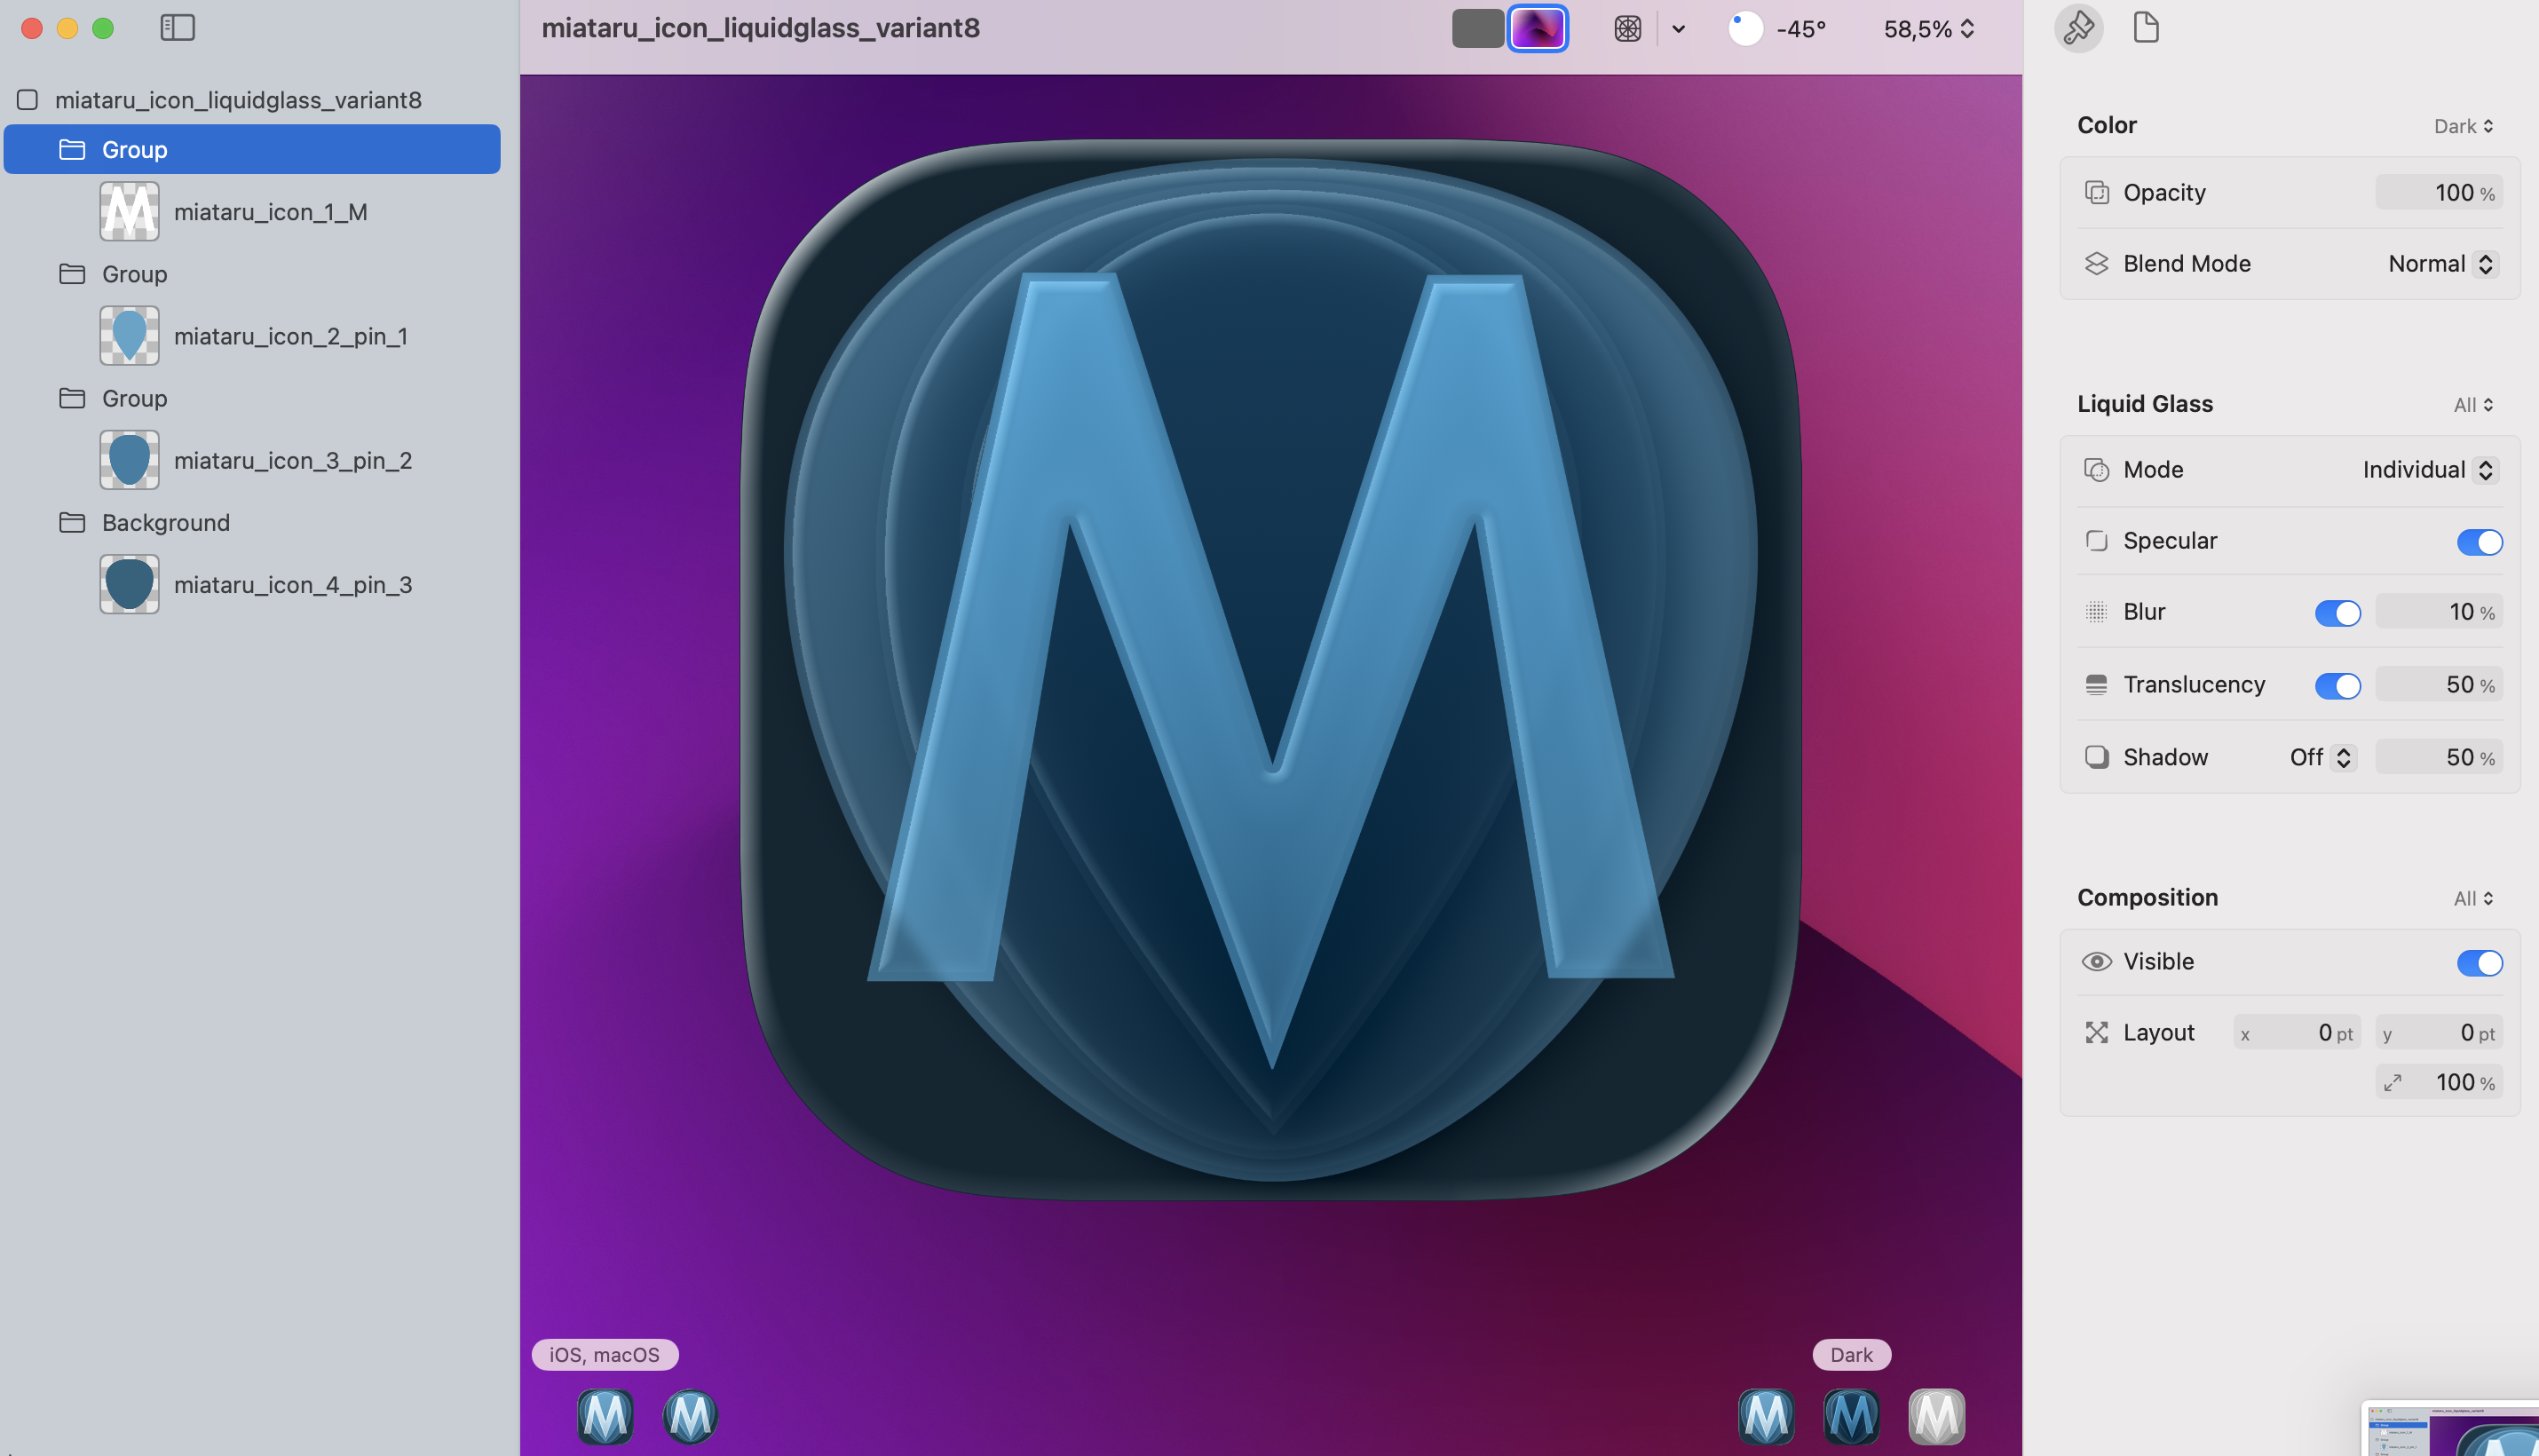 miataru_icon_liquidglass_variant8
-45°
58,5%
miataru_icon_liquidglass_variant8
Group
miataru_icon_1_M
Group
miataru_icon_2_pin_1
Group
miataru_icon_3_pin_2
Background
miataru_icon_4_pin_3
M
iOS, macOS
Dark
Color
Dark
Opacity
100 %
Blend Mode
Normal
Liquid Glass
All
Mode
Individual
Specular
Blur
10 %
Translucency
50 %
Shadow
Off
50 %
Composition
All
Visible
Layout
x 0 pt
y 0 pt
100 %